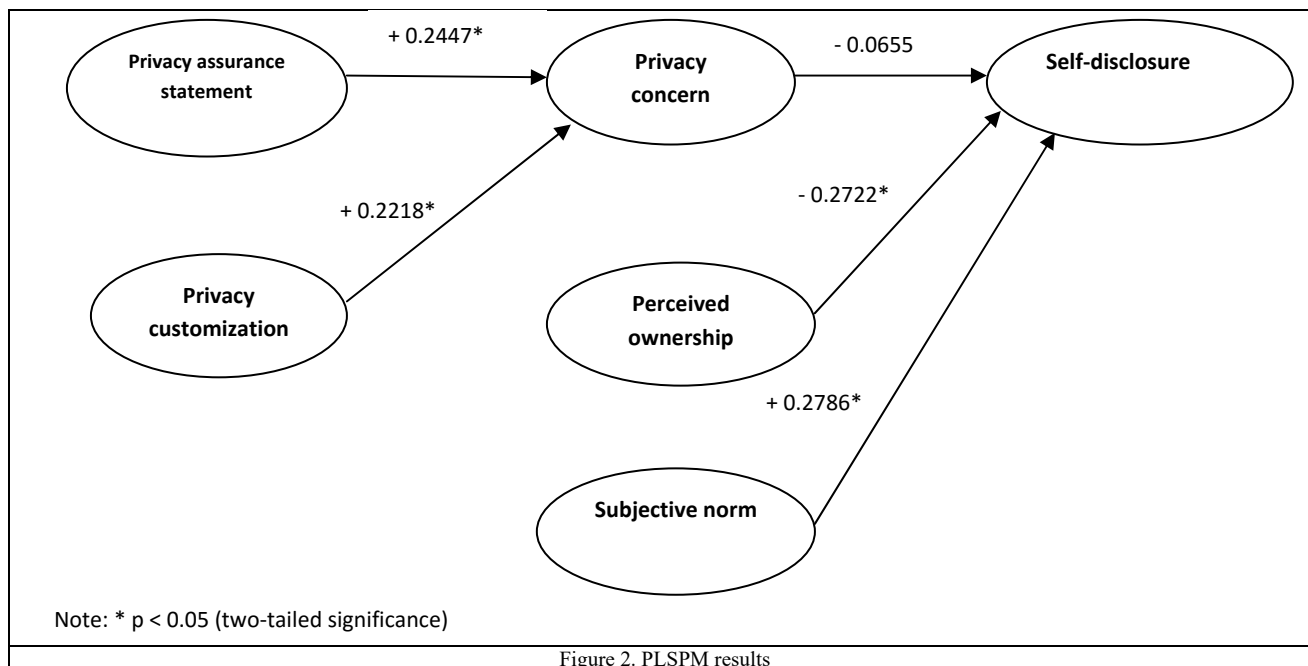 + 0.2447*
- 0.0655
Privacy assurance
statement
Privacy
concern
Self-disclosure
+ 0.2218*
- 0.2722*
Privacy
customization
Perceived
ownership
+ 0.2786*
Subjective norm
Note: * p < 0.05 (two-tailed significance)
Figure 2. PLSPM results